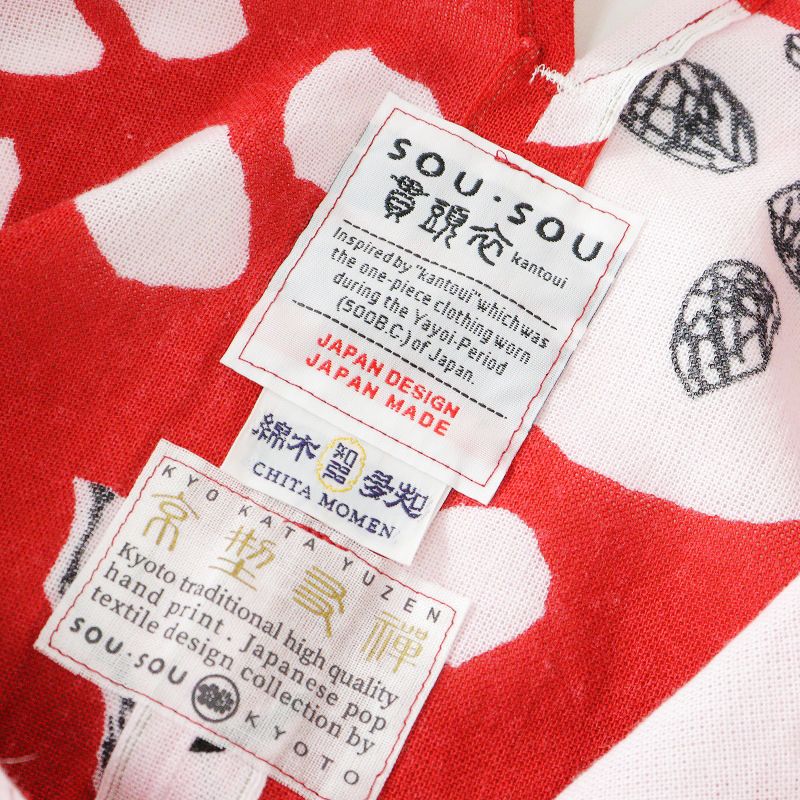 SOU・SOU
貫頭衣 kantoui
Inspired by "kantoui" which was
the one-piece clothing worn
during the Yayoi-Period
(500B.C.) of Japan.
JAPAN DESIGN
JAPAN MADE
綿木 知多 愛知
CHITA MOMEN
KYO KATA YUZEN
京型友禅
Kyoto traditional high quality
hand print. Japanese pop
textile design collection by
SOU・SOU KYOTO